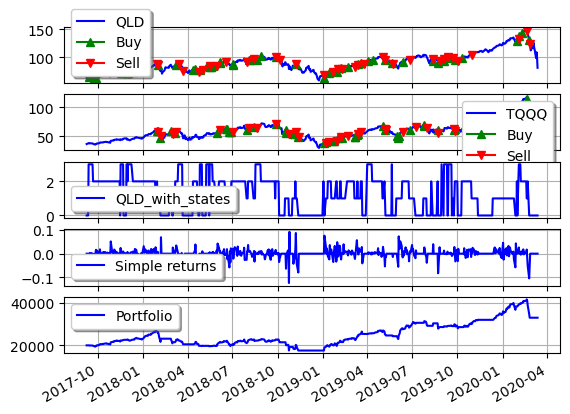 QLD
Buy
Sell
150
100
TQQQ
Buy
Sell
100
50
QLD_with_states
2
0
Simple returns
0.1
0.0
−0.1
Portfolio
40000
20000
2017-10
2018-01
2018-04
2018-07
2018-10
2019-01
2019-04
2019-07
2019-10
2020-01
2020-04